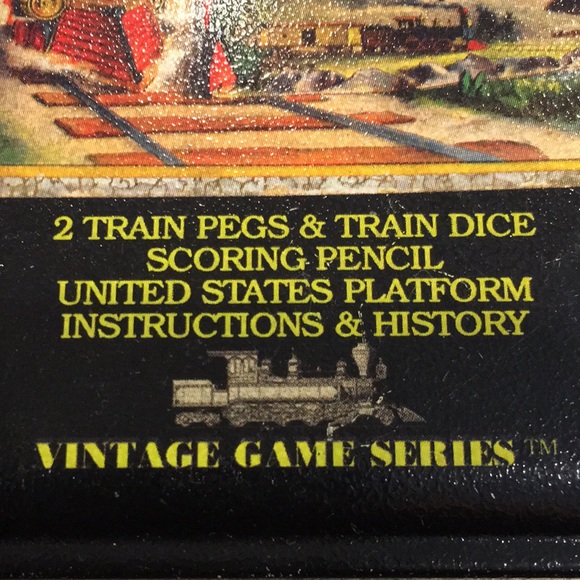 2 TRAIN PEGS & TRAIN DICE
SCORING PENCIL
UNITED STATES PLATFORM
INSTRUCTIONS & HISTORY
VINTAGE GAME SERIES™